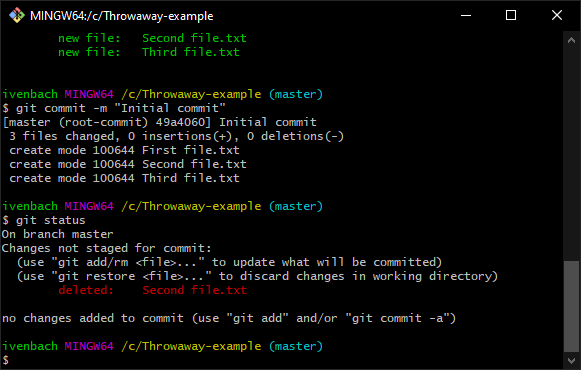 MINGW64:/c/Throwaway-example
new file:   Second file.txt
new file:   Third file.txt
ivenbach MINGW64 /c/Throwaway-example (master)
$ git commit -m "Initial commit"
[master (root-commit) 49a4060] Initial commit
3 files changed, 0 insertions(+), 0 deletions(-)
create mode 100644 First file.txt
create mode 100644 Second file.txt
create mode 100644 Third file.txt
ivenbach MINGW64 /c/Throwaway-example (master)
$ git status
On branch master
Changes not staged for commit:
(use "git add/rm <file>..." to update what will be committed)
(use "git restore <file>..." to discard changes in working directory)
deleted:    Second file.txt
no changes added to commit (use "git add" and/or "git commit -a")
ivenbach MINGW64 /c/Throwaway-example (master)
$